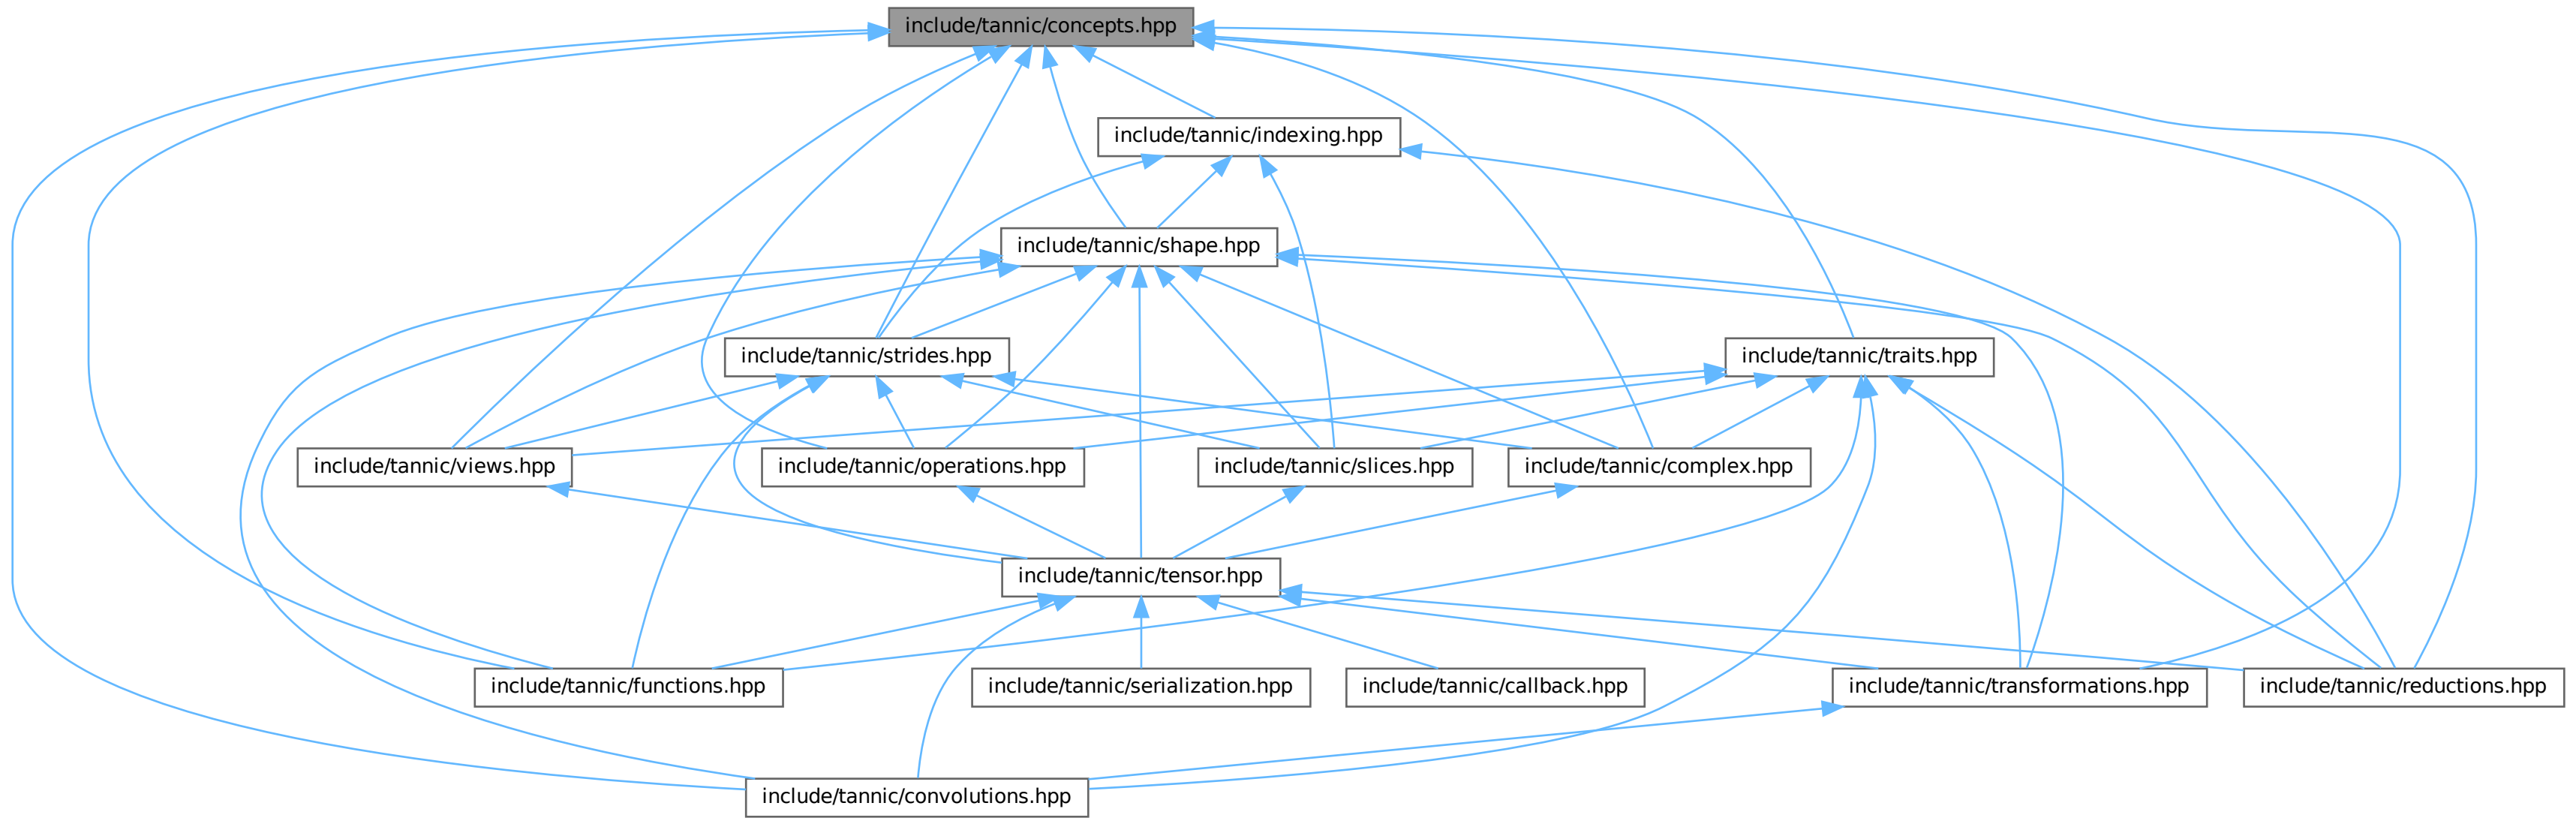 include/tannic/concepts.hpp
include/tannic/indexing.hpp
include/tannic/shape.hpp
include/tannic/strides.hpp
include/tannic/traits.hpp
include/tannic/views.hpp
include/tannic/operations.hpp
include/tannic/slices.hpp
include/tannic/complex.hpp
include/tannic/tensor.hpp
include/tannic/functions.hpp
include/tannic/serialization.hpp
include/tannic/callback.hpp
include/tannic/transformations.hpp
include/tannic/reductions.hpp
include/tannic/convolutions.hpp